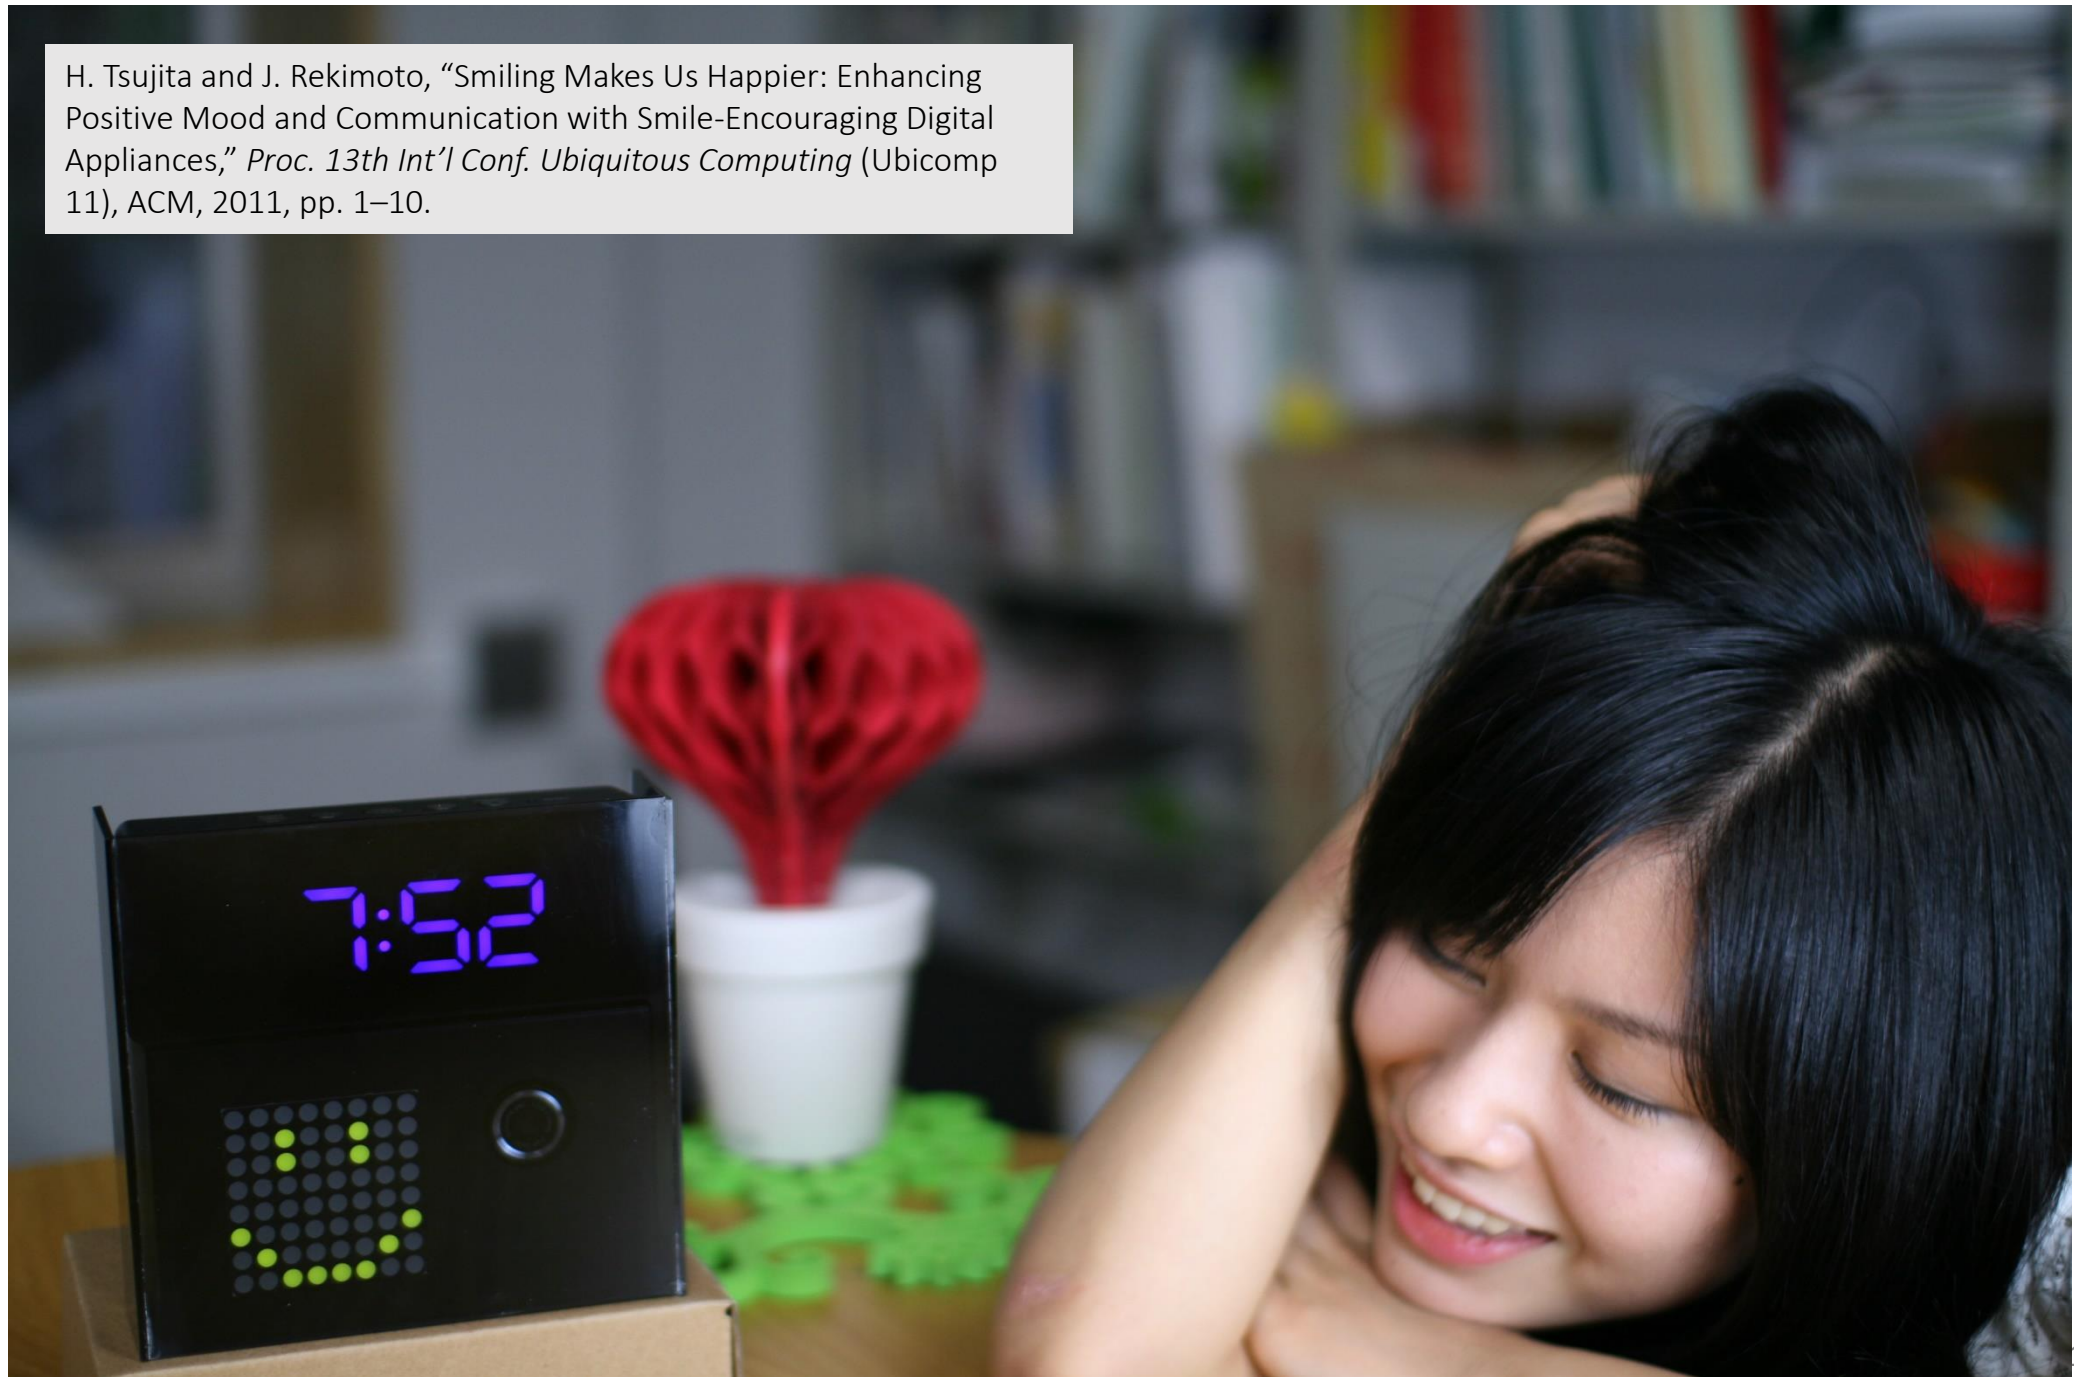 H. Tsujita and J. Rekimoto, “Smiling Makes Us Happier: Enhancing
Positive Mood and Communication with Smile-Encouraging Digital
Appliances,” Proc. 13th Int’l Conf. Ubiquitous Computing (Ubicomp
11), ACM, 2011, pp. 1–10.
7:52